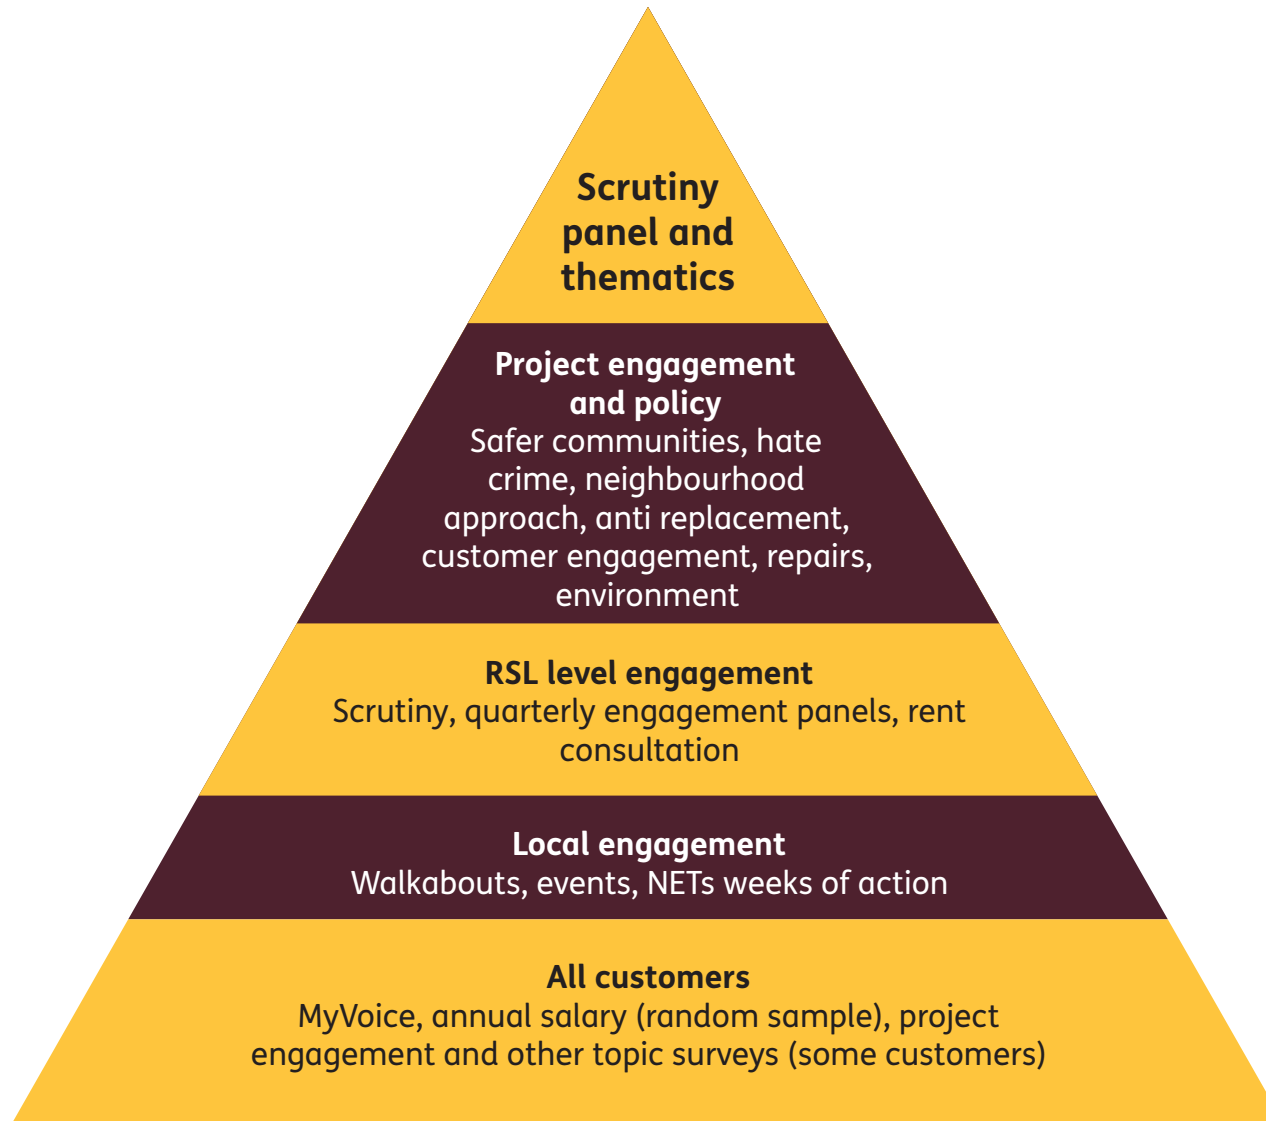 Scrutiny
panel and
thematics
Project engagement
and policy
Safer communities, hate
crime, neighbourhood
approach, anti replacement,
customer engagement, repairs,
environment
RSL level engagement
Scrutiny, quarterly engagement panels, rent
consultation
Local engagement
Walkabouts, events, NETs weeks of action
All customers
MyVoice, annual salary (random sample), project
engagement and other topic surveys (some customers)